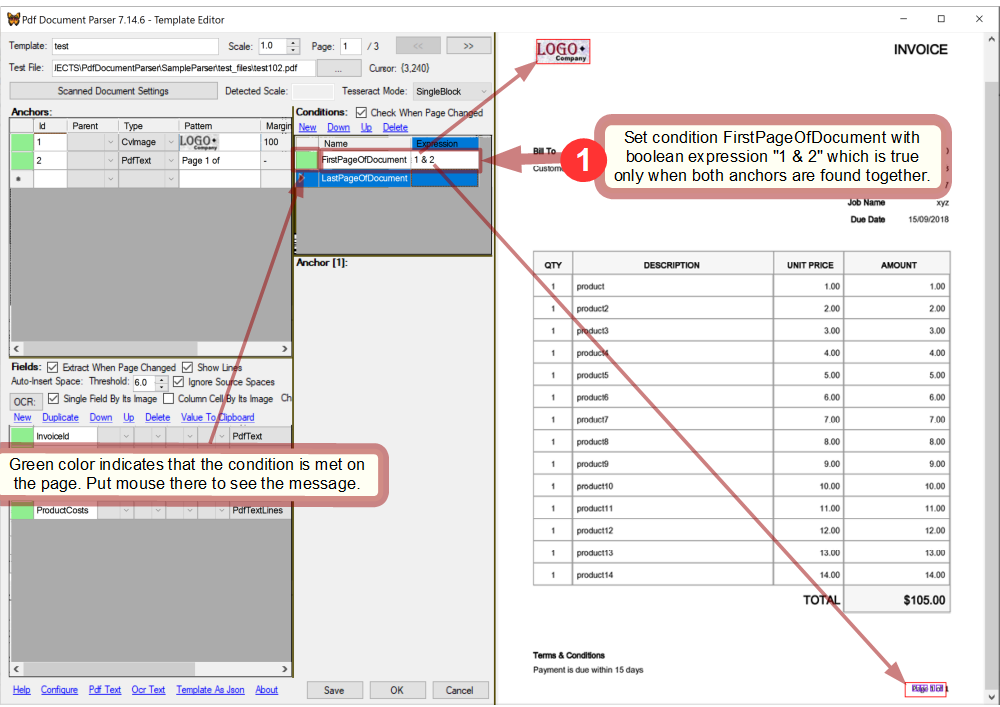 Pdf Document Parser 7.14.6 - Template Editor
Template: test Scale: 1.0 Page: 1 / 3 << >>
Test File: IECTS\PdfDocumentParser\SampleParser\test_files\test102.pdf ... Cursor: {3,240}
Scanned Document Settings Detected Scale: Tesseract Mode: SingleBlock
Anchors:
Id Parent Type Pattern Margin
1 CvImage LOGO Company 100
2 PdfText Page 1 of -
Conditions: Check When Page Changed
New Down Up Delete
Name Expression
FirstPageOfDocument 1 & 2
LastPageOfDocument
Anchor [1]:
Fields: Extract When Page Changed Show Lines
Auto-Insert Space: Threshold: 6.0 Ignore Source Spaces
OCR: Single Field By Its Image Column Cell By Its Image Ch
New Duplicate Down Up Delete Value To Clipboard
InvoiceId PdfText
Green color indicates that the condition is met on
the page. Put mouse there to see the message.
ProductCosts PdfTextLines
Help Configure Pdf Text Ocr Text Template As Json About Save OK Cancel
LOGO Company
INVOICE
1
Set condition FirstPageOfDocument with
boolean expression "1 & 2" which is true
only when both anchors are found together.
Bill To
Custome
Job Name xyz
Due Date 15/09/2018
QTY DESCRIPTION UNIT PRICE AMOUNT
1 product 1.00 1.00
1 product2 2.00 2.00
1 product3 3.00 3.00
1 product4 4.00 4.00
1 product5 5.00 5.00
1 product6 6.00 6.00
1 product7 7.00 7.00
1 product8 8.00 8.00
1 product9 9.00 9.00
1 product10 10.00 10.00
1 product11 11.00 11.00
1 product12 12.00 12.00
1 product13 13.00 13.00
1 product14 14.00 14.00
TOTAL $105.00
Terms & Conditions
Payment is due within 15 days
Page 1 of 1